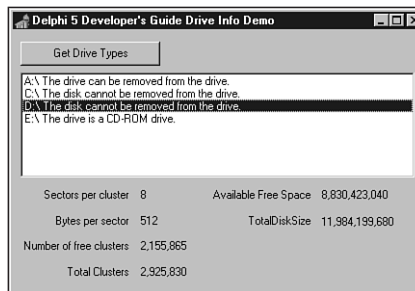 Delphi 5 Developer's Guide Drive Info Demo
Get Drive Types
A:\ The drive can be removed from the drive.
C:\ The disk cannot be removed from the drive.
D:\ The disk cannot be removed from the drive.
E:\ The drive is a CD-ROM drive.
Sectors per cluster 8 Available Free Space 8,830,423,040
Bytes per sector 512 TotalDiskSize 11,984,199,680
Number of free clusters 2,155,865
Total Clusters 2,925,830